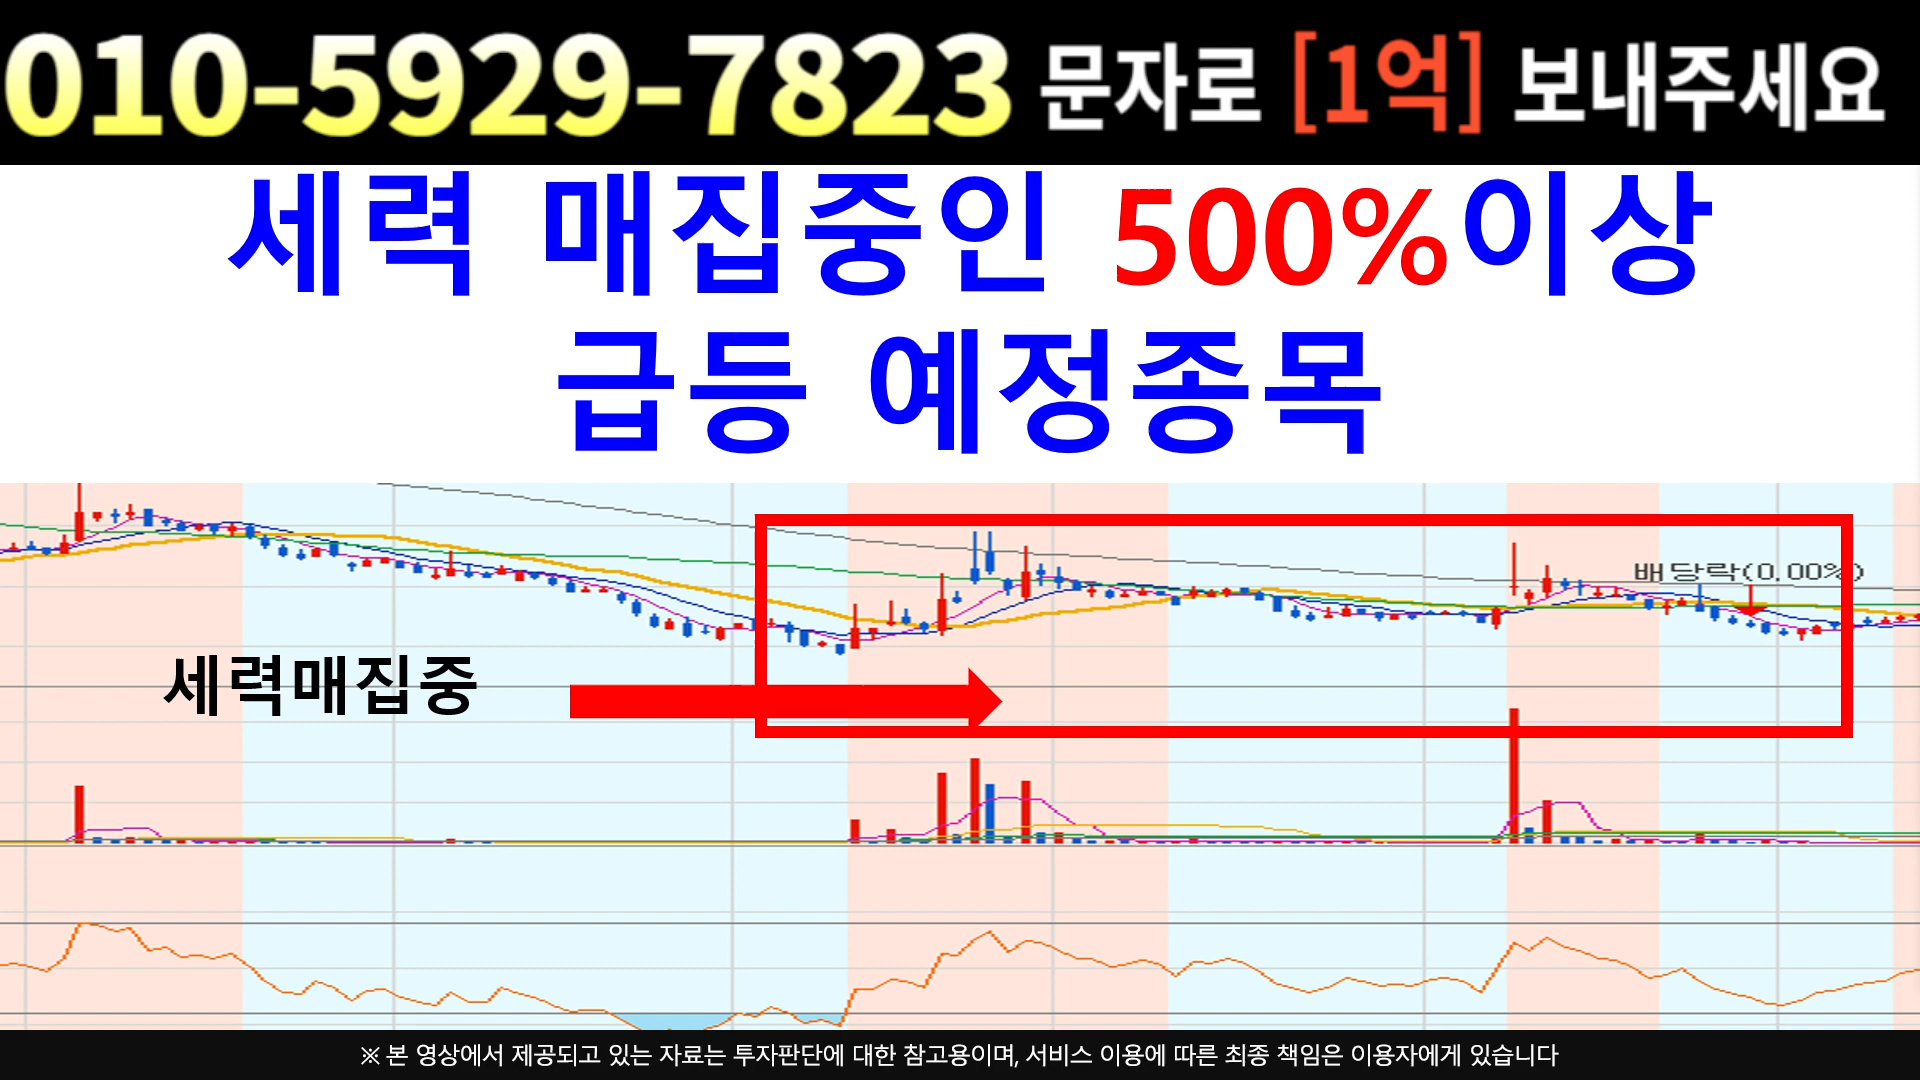 010-5929-7823 문자로 [1억] 보내주세요
세력 매집중인 500%이상
급등 예정종목
배당락(0.00%)
세력매집중
※ 본 영상에서 제공되고 있는 자료는 투자판단에 대한 참고용이며, 서비스 이용에 따른 최종 책임은 이용자에게 있습니다